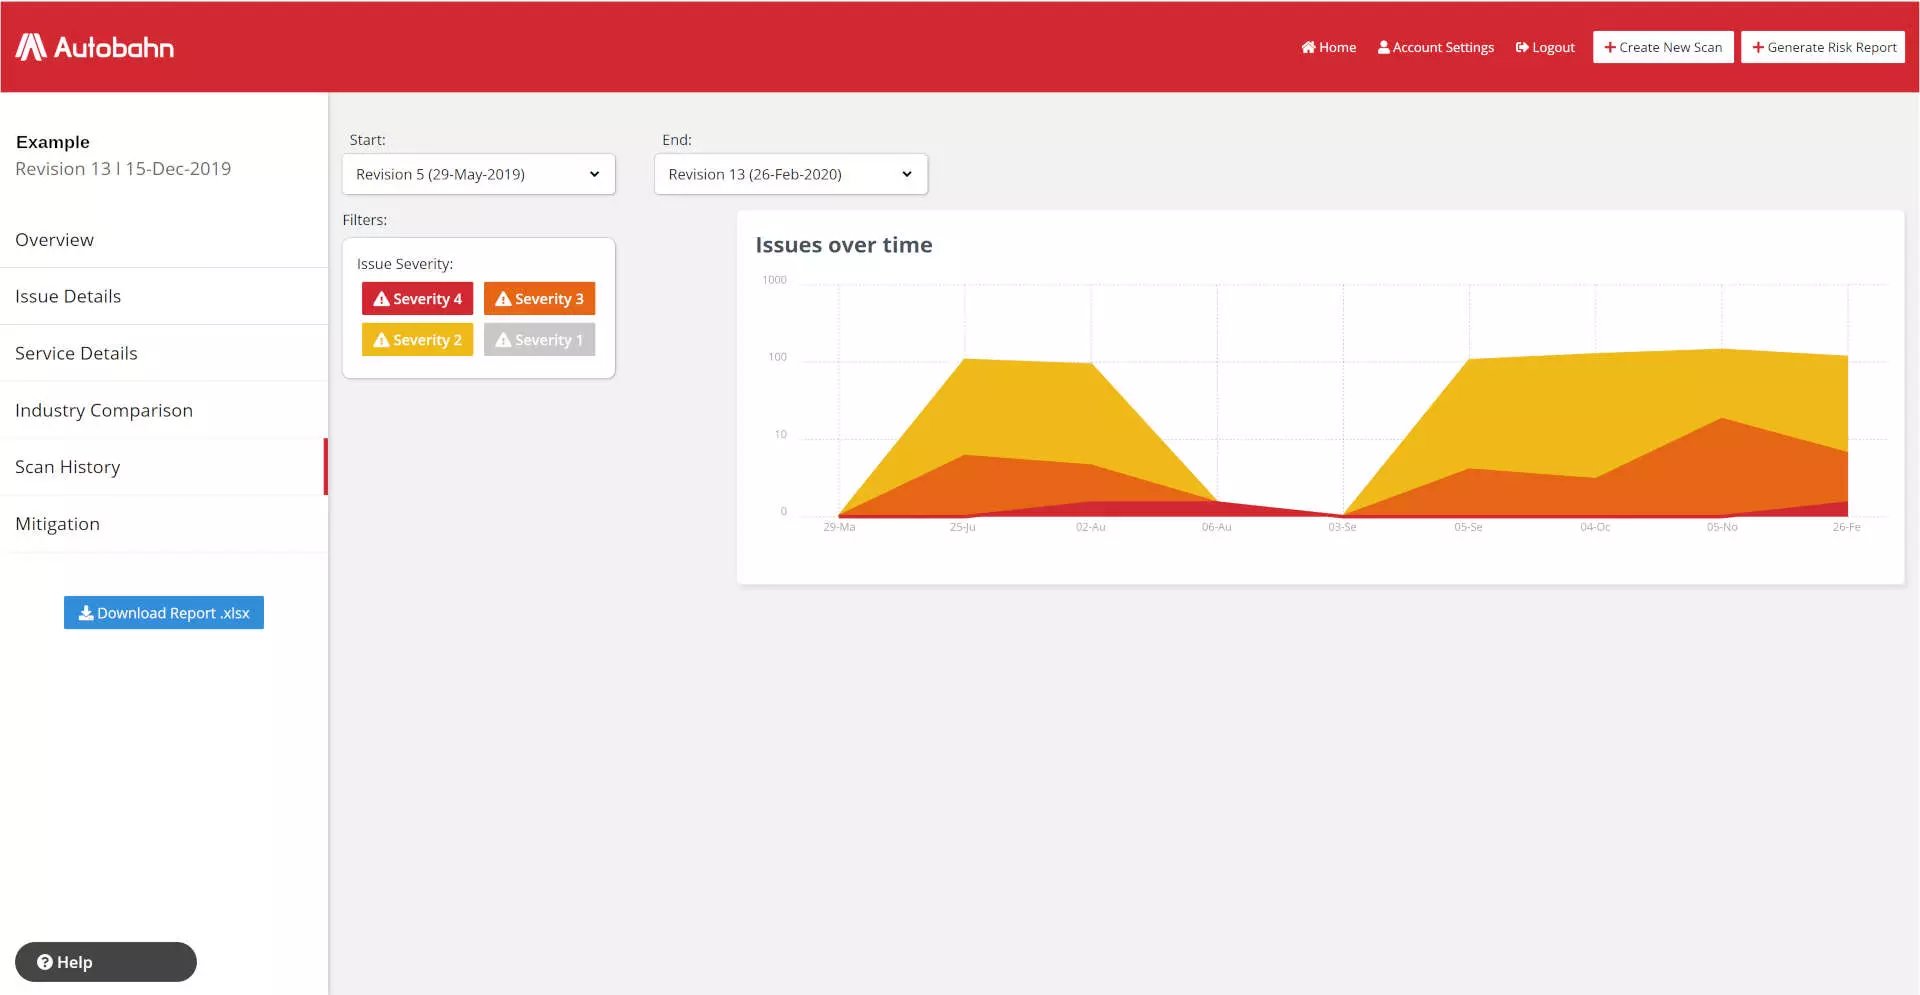 Autobahn
Home Account Settings Logout + Create New Scan + Generate Risk Report
Example
Revision 13 | 15-Dec-2019
Overview
Issue Details
Service Details
Industry Comparison
Scan History
Mitigation
Download Report .xlsx
? Help
Start:
Revision 5 (29-May-2019)
End:
Revision 13 (26-Feb-2020)
Filters:
Issue Severity:
Severity 4 Severity 3
Severity 2 Severity 1
Issues over time
1000
100
10
0
29-Ma 25-Ju 02-Au 06-Au 03-Se 05-Se 04-Oc 05-No 26-Fe